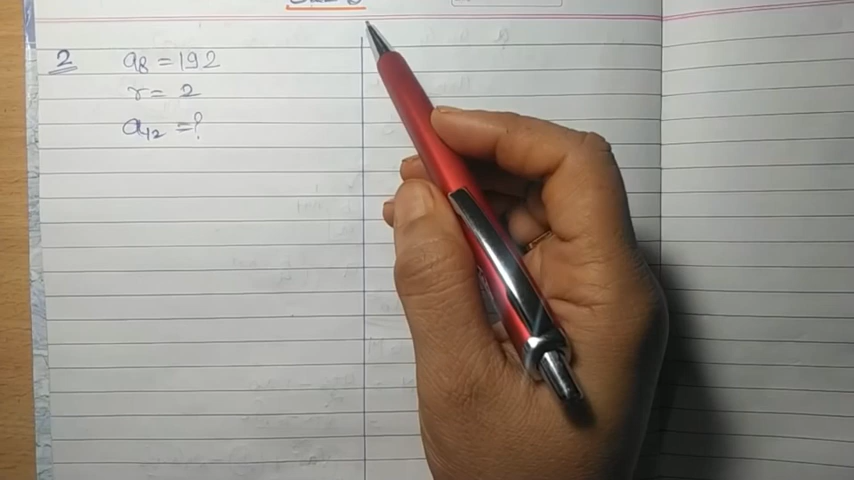 2 a₈ = 192
r = 2
a₁₂ = ?